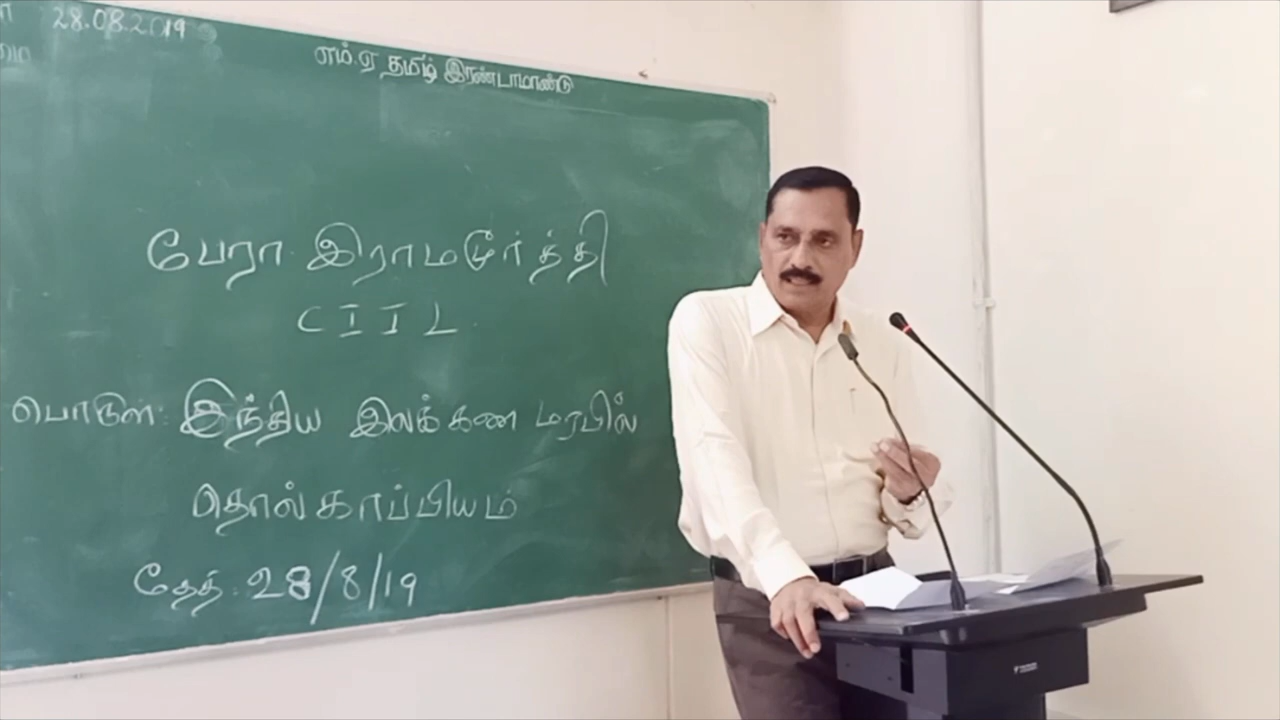 28.08.2019
எம்.ஏ தமிழ் இரண்டாமாண்டு
பேரா. இராமமூர்த்தி
CIIL.
பொருள்: இந்திய இலக்கண மரபில்
தொல்காப்பியம்
தேதி: 28/8/19